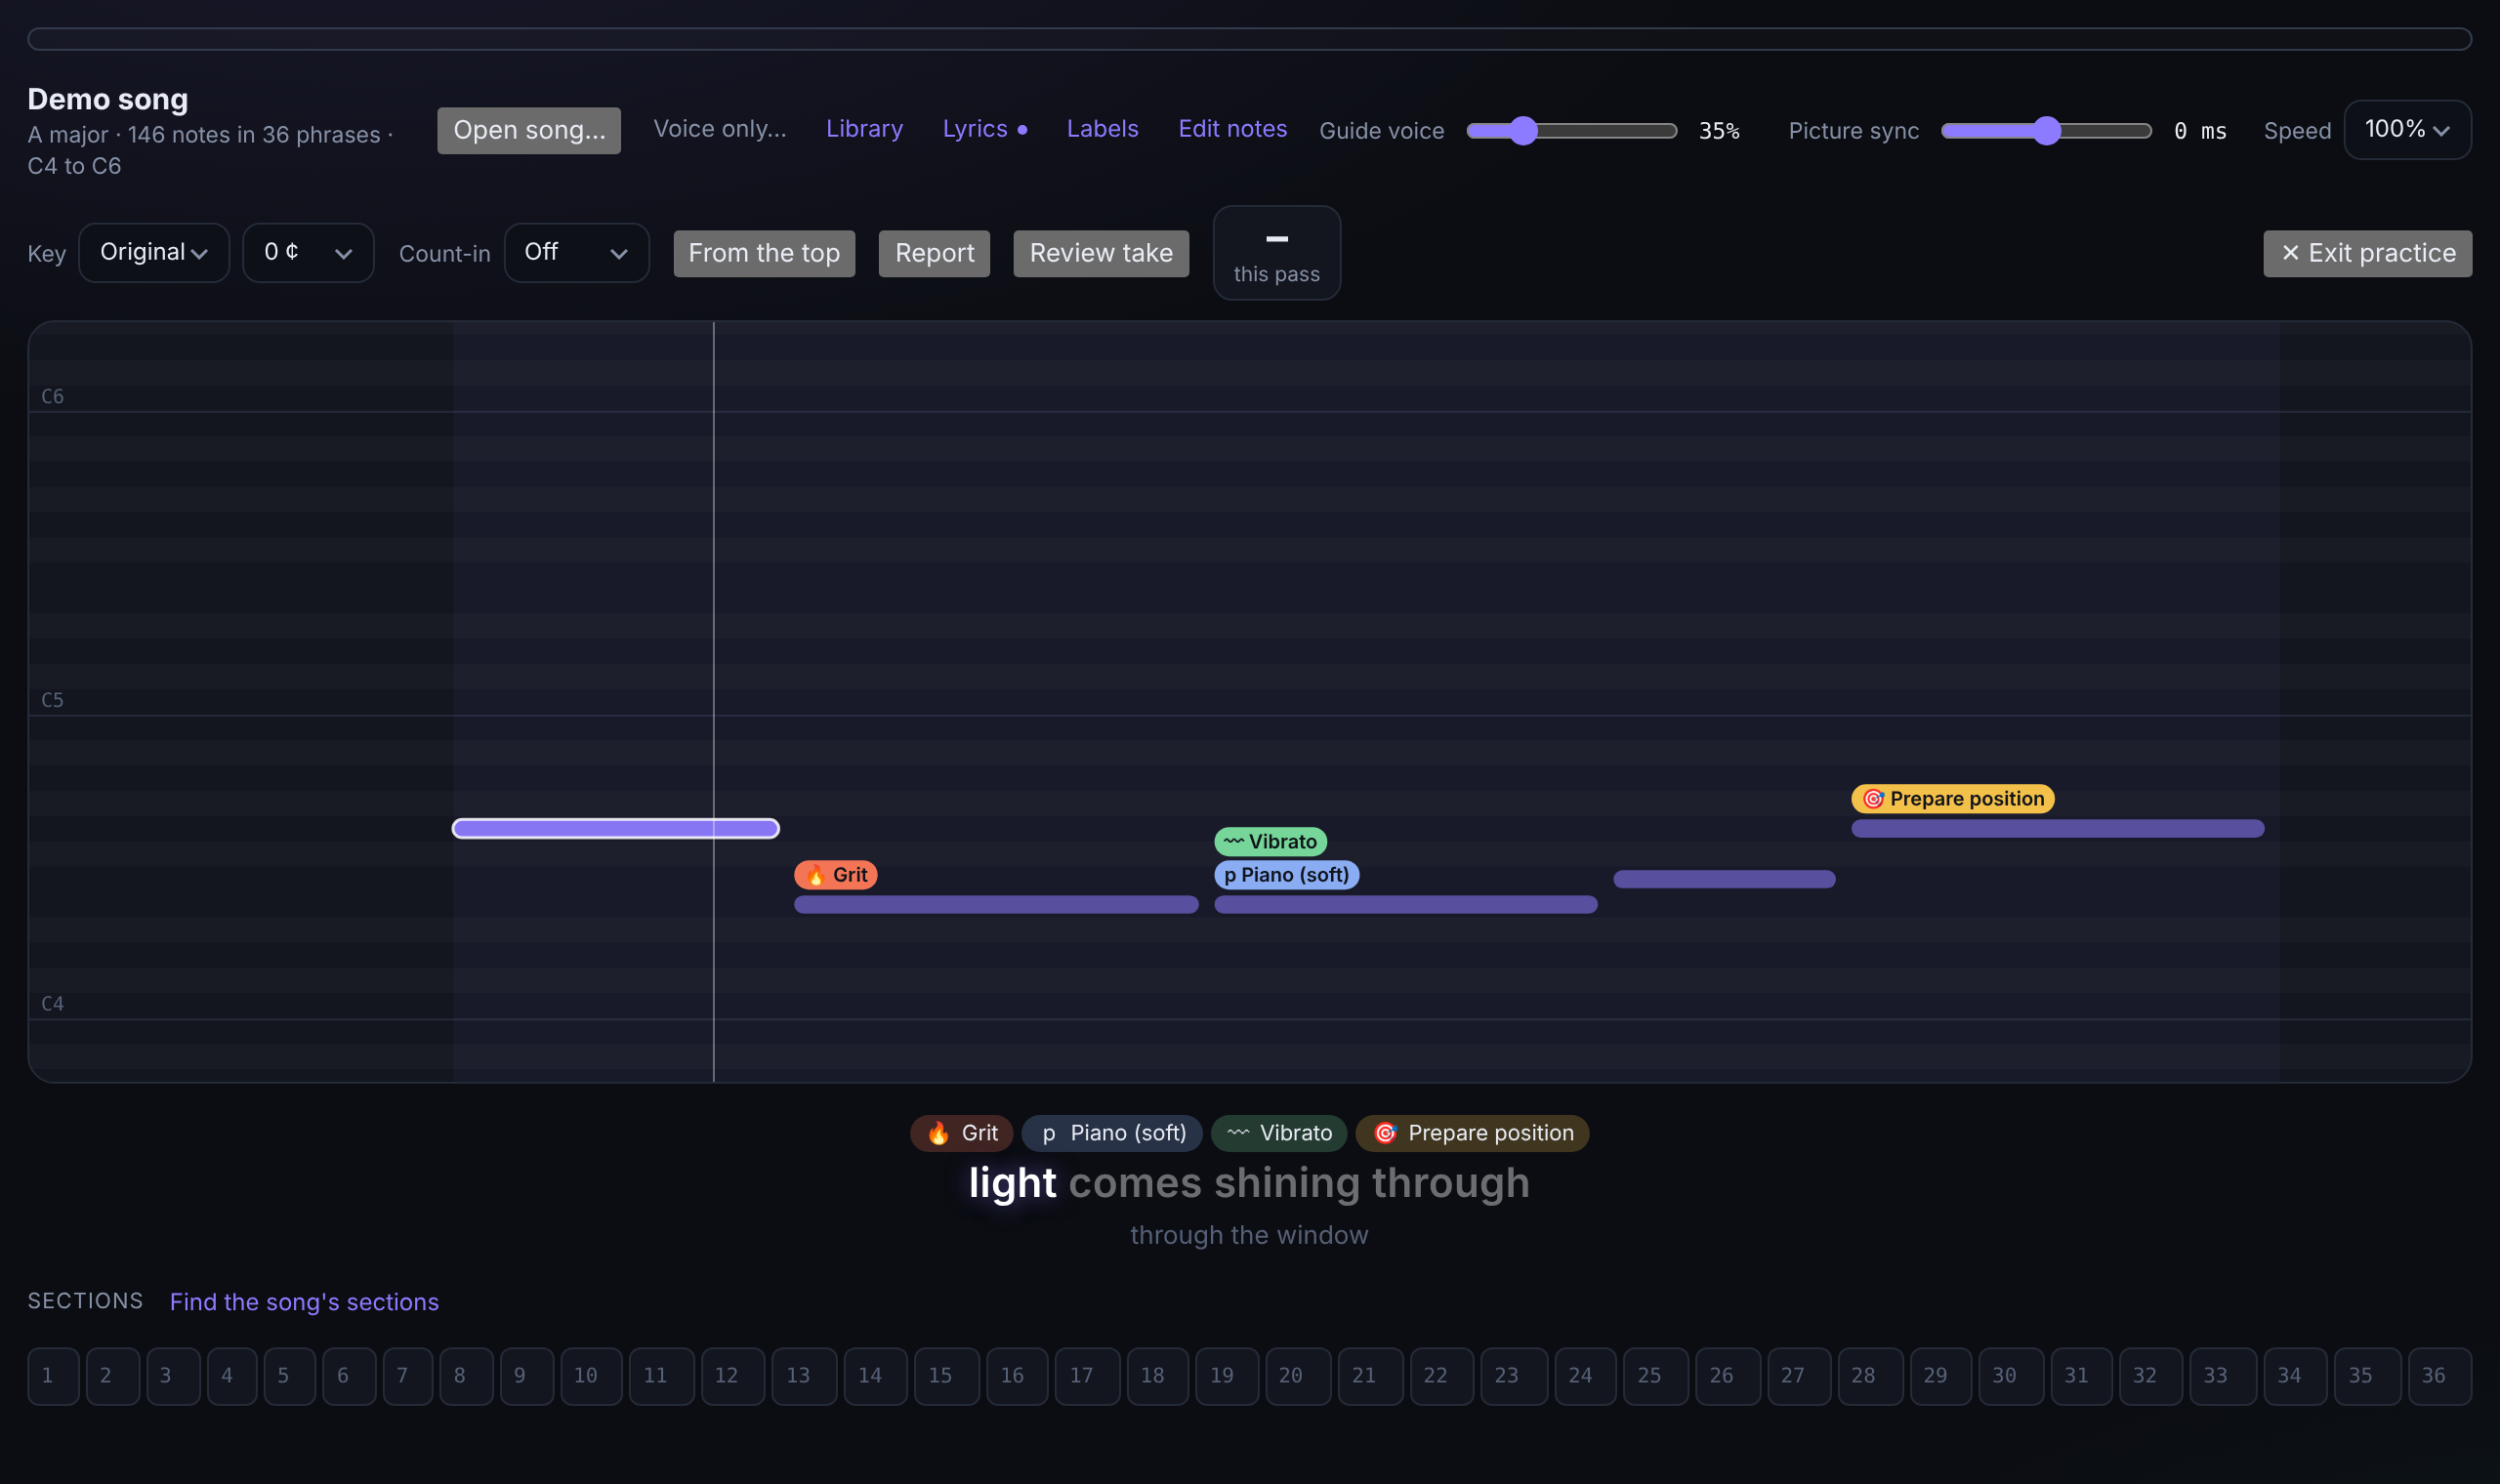 Demo song
A major · 146 notes in 36 phrases ·
C4 to C6
Open song...
Voice only...
Library
Lyrics
Labels
Edit notes
Guide voice
35%
Picture sync
0 ms
Speed
100%
Key
Original
0 ¢
Count-in
Off
From the top
Report
Review take
–
this pass
✕ Exit practice
C6
C5
🎯 Prepare position
〰 Vibrato
🔥 Grit
p Piano (soft)
C4
🔥 Grit
p Piano (soft)
〰 Vibrato
🎯 Prepare position
light comes shining through
through the window
SECTIONS
Find the song's sections
1 2 3 4 5 6 7 8 9 10 11 12 13 14 15 16 17 18 19 20 21 22 23 24 25 26 27 28 29 30 31 32 33 34 35 36